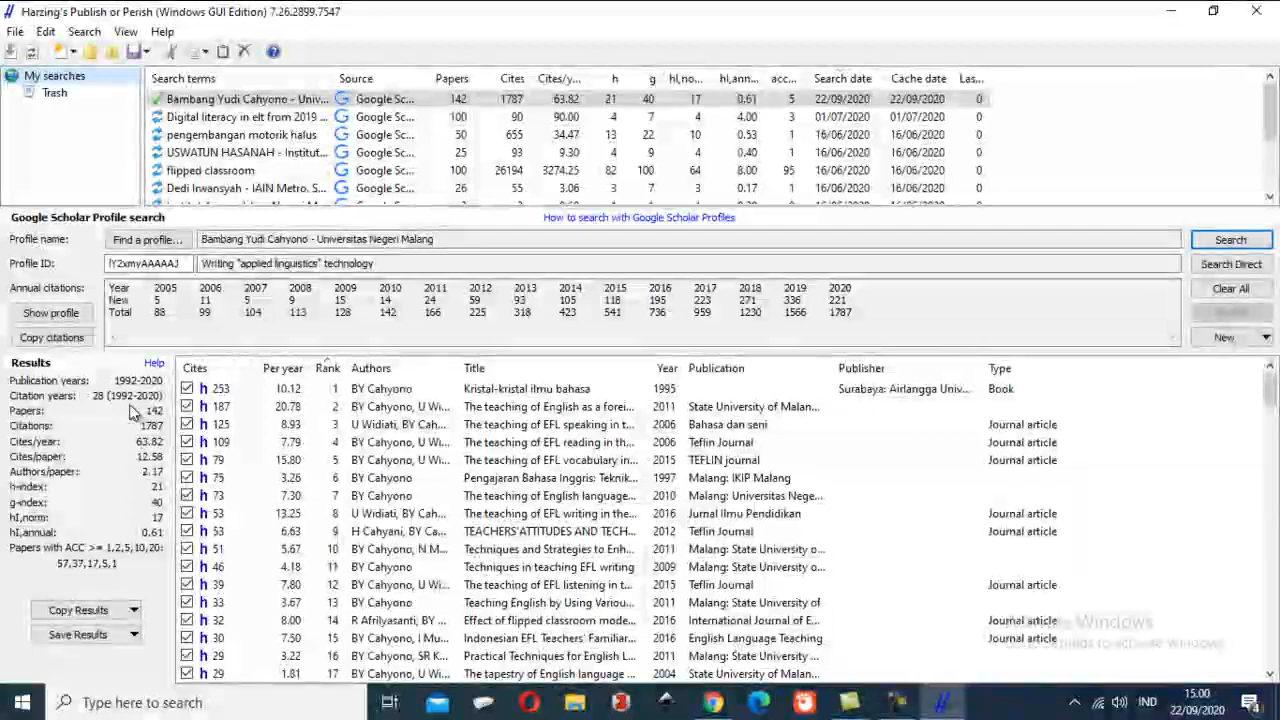 Harzing's Publish or Perish (Windows GUI Edition) 7.26.2899.7547
File Edit Search View Help
My searches
Trash
Search terms Source Papers Cites Cites/y... h g hI,no... hI,ann... acc... Search date Cache date Las...
Bambang Yudi Cahyono - Univ... Google Sc... 142 1787 63.82 21 40 17 0.61 5 22/09/2020 22/09/2020 0
Digital literacy in elt from 2019 ... Google Sc... 100 90 90.00 4 7 4 4.00 3 01/07/2020 01/07/2020 0
pengembangan motorik halus Google Sc... 50 655 34.47 13 22 10 0.53 1 16/06/2020 16/06/2020 0
USWATUN HASANAH - Institut... Google Sc... 25 93 9.30 4 9 4 0.40 1 16/06/2020 16/06/2020 0
flipped classroom Google Sc... 100 26194 3274.25 82 100 64 8.00 95 16/06/2020 16/06/2020 0
Dedi Irwansyah - IAIN Metro. S... Google Sc... 26 55 3.06 3 7 3 0.17 1 16/06/2020 16/06/2020 0
Google Scholar Profile search How to search with Google Scholar Profiles
Profile name: Find a profile... Bambang Yudi Cahyono - Universitas Negeri Malang Search
Profile ID: Y2xmyAAAAAJ Writing "applied linguistics" technology Search Direct
Annual citations: Year 2005 2006 2007 2008 2009 2010 2011 2012 2013 2014 2015 2016 2017 2018 2019 2020 Clear All
New 5 11 5 9 15 14 24 59 93 105 118 195 223 271 336 221
Show profile Total 88 99 104 113 128 142 166 225 318 423 541 736 959 1230 1566 1787
Copy citations New
Results Help
Publication years: 1992-2020
Citation years: 28 (1992-2020)
Papers: 142
Citations: 1787
Cites/year: 63.82
Cites/paper: 12.58
Authors/paper: 2.17
h-index: 21
g-index: 40
hI,norm: 17
hI,annual: 0.61
Papers with ACC >= 1,2,5,10,20:
57,37,17,5,1
Copy Results
Save Results
Cites Per year Rank Authors Title Year Publication Publisher Type
h 253 10.12 1 BY Cahyono Kristal-kristal ilmu bahasa 1995 Surabaya: Airlangga Univ... Book
h 187 20.78 2 BY Cahyono, U Wi... The teaching of English as a forei... 2011 State University of Malan...
h 125 8.93 3 U Widiati, BY Cah... The teaching of EFL speaking in t... 2006 Bahasa dan seni Journal article
h 109 7.79 4 BY Cahyono, U Wi... The teaching of EFL reading in th... 2006 Teflin Journal Journal article
h 79 15.80 5 BY Cahyono, U Wi... The teaching of EFL vocabulary in... 2015 TEFLIN journal Journal article
h 75 3.26 6 BY Cahyono Pengajaran Bahasa Inggris: Teknik... 1997 Malang: IKIP Malang
h 73 7.30 7 BY Cahyono The teaching of English language... 2010 Malang: Universitas Nege...
h 53 13.25 8 U Widiati, BY Cah... The teaching of EFL writing in the... 2016 Jurnal Ilmu Pendidikan Journal article
h 53 6.63 9 H Cahyani, BY Ca... TEACHERS'ATTITUDES AND TECH... 2012 Teflin Journal Journal article
h 51 5.67 10 BY Cahyono, N M... Techniques and Strategies to Enh... 2011 Malang: State University o...
h 46 4.18 11 BY Cahyono Techniques in teaching EFL writing 2009 Malang: State University o...
h 39 7.80 12 BY Cahyono, U Wi... The teaching of EFL listening in t... 2015 Teflin Journal Journal article
h 33 3.67 13 BY Cahyono Teaching English by Using Variou... 2011 Malang: State University of
h 32 8.00 14 R Afrilyasanti, BY ... Effect of flipped classroom mode... 2016 International Journal of E... Journal article
h 30 7.50 15 BY Cahyono, I Mu... Indonesian EFL Teachers' Familiar... 2016 English Language Teaching Journal article
h 29 3.22 16 BY Cahyono, SR K... Practical Techniques for English L... 2011 Malang: State University ...
h 29 1.81 17 BY Cahyono The tapestry of English language ... 2004 Malang: State University ...
Type here to search
IND
15.00
22/09/2020